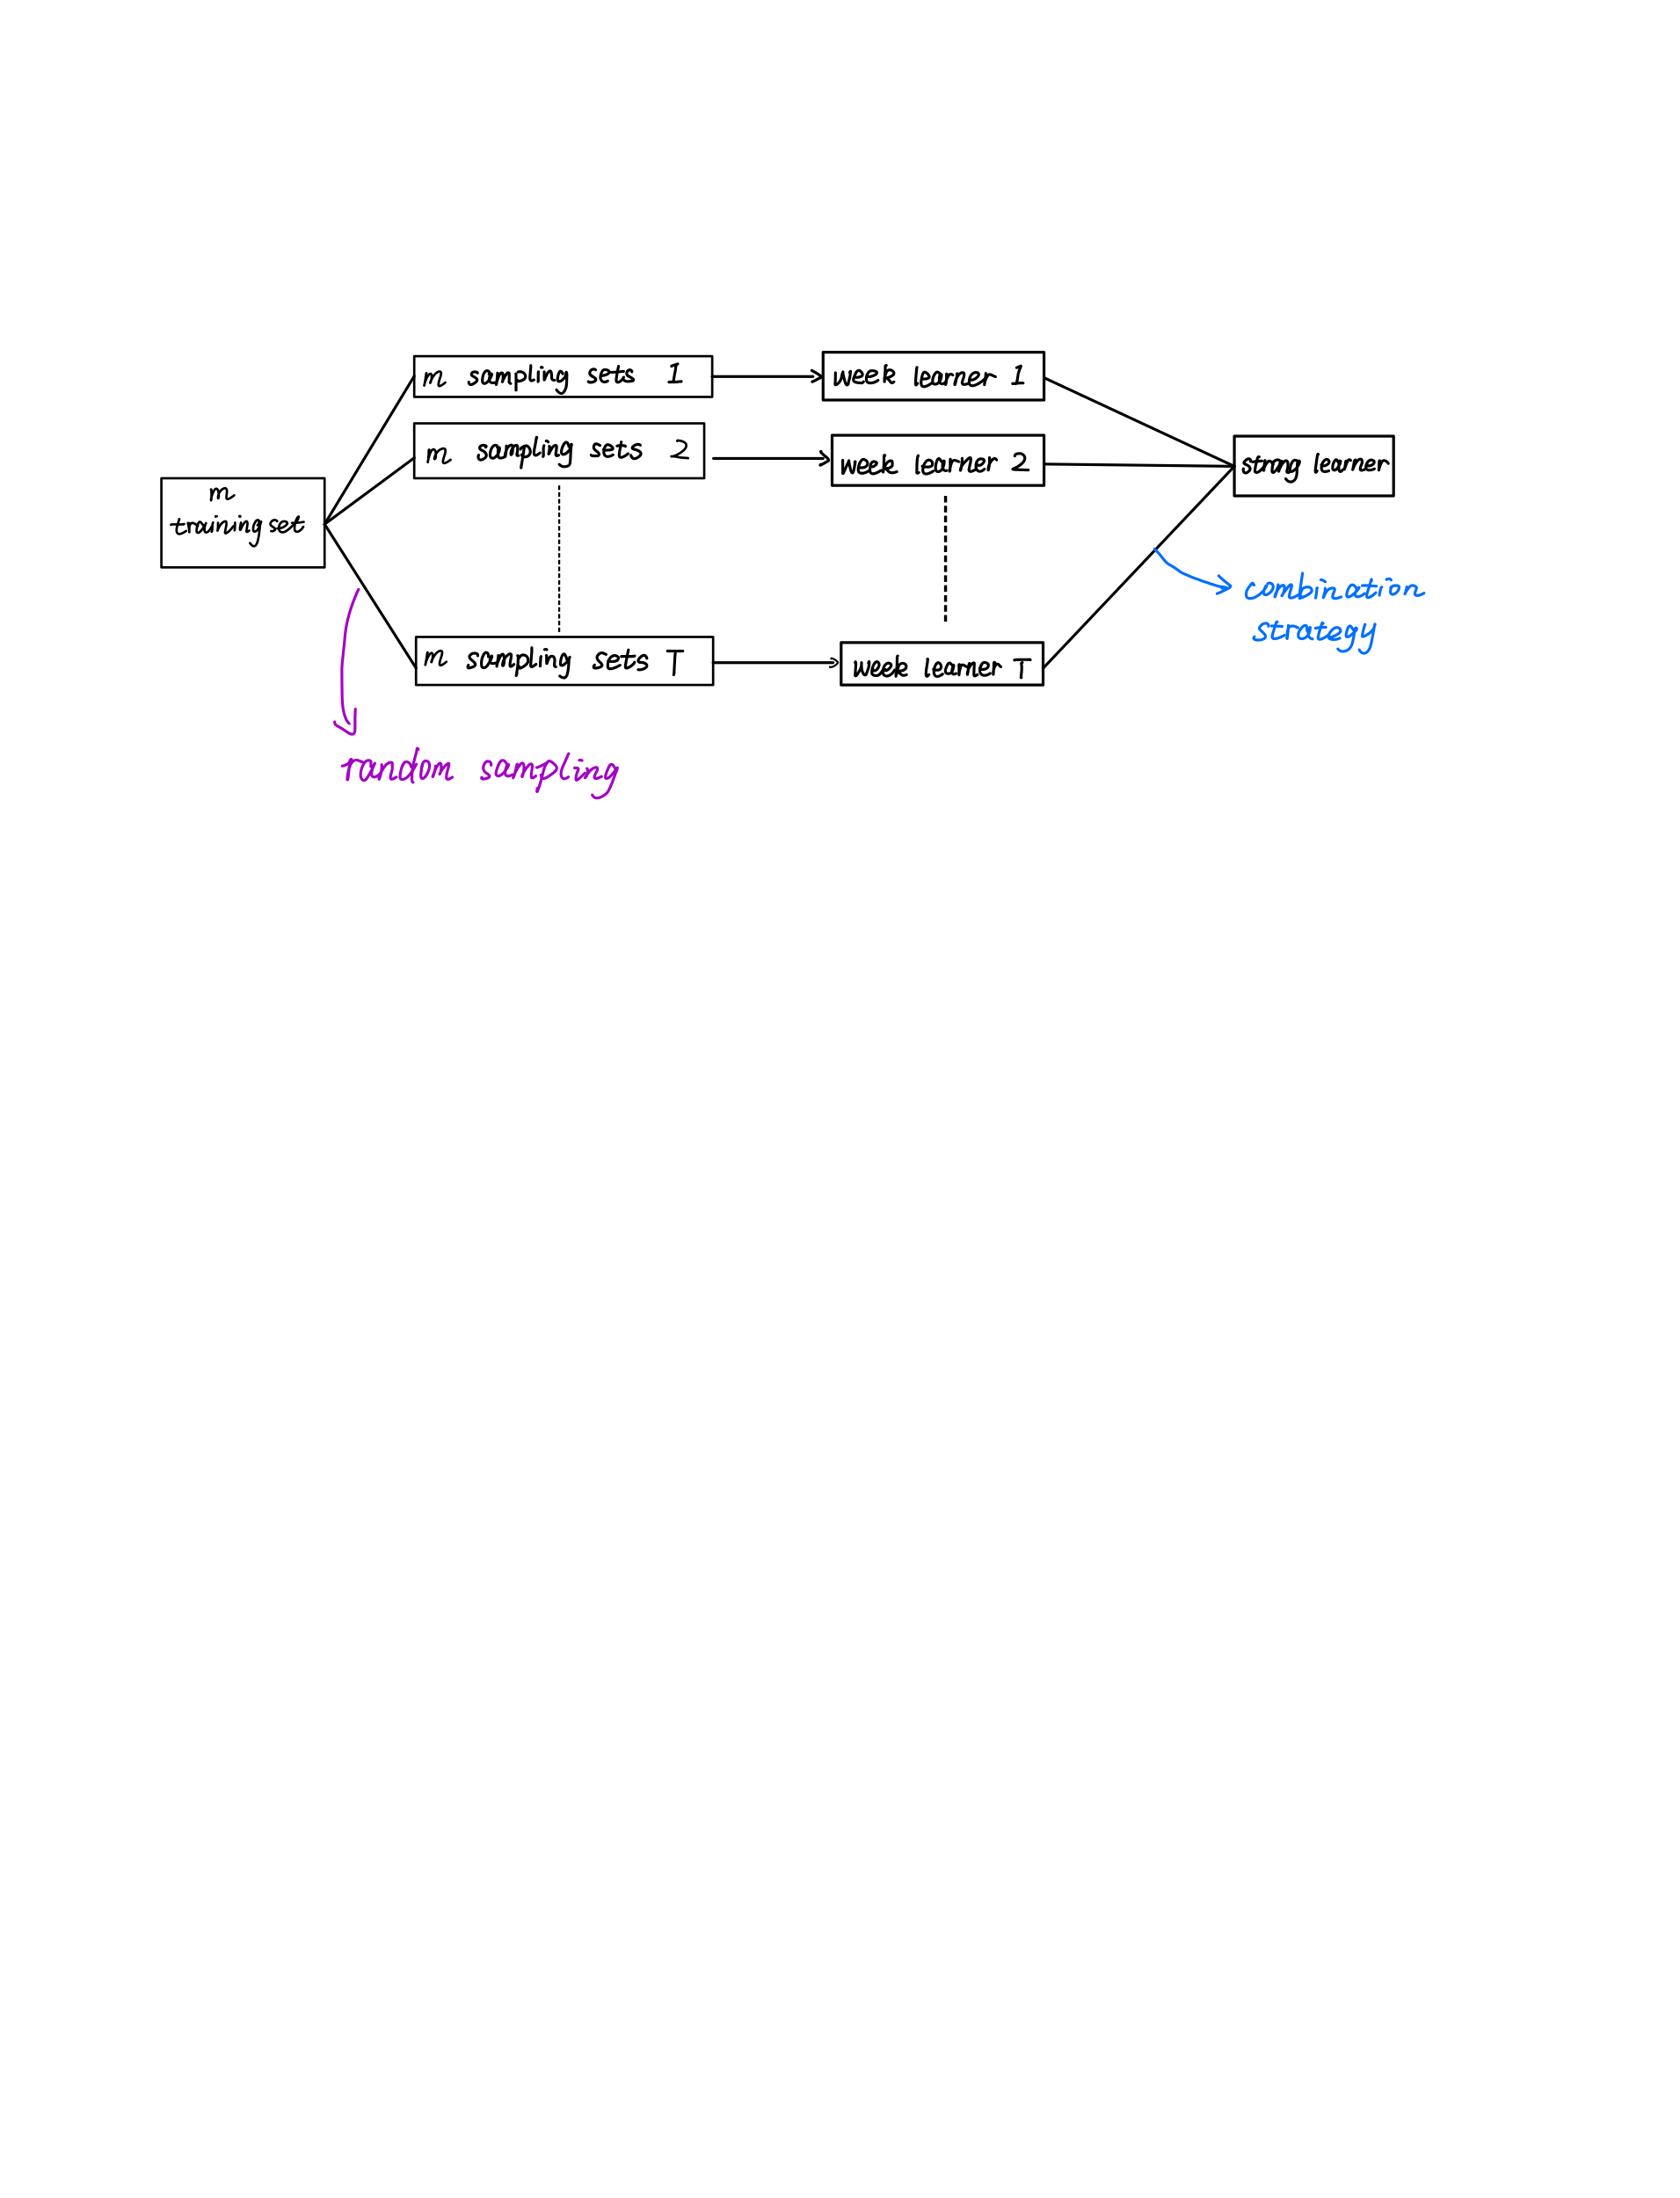 m sampling sets 1
week learner 1
m sampling sets 2
week learner 2
strong learner
m
training set
combination
strategy
m sampling sets T
week learner T
random sampling